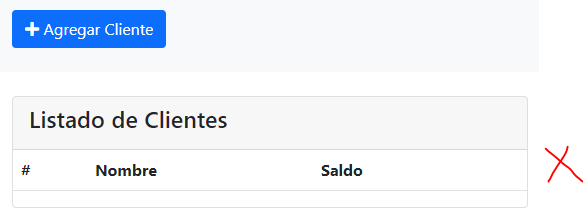 Agregar Cliente
Listado de Clientes
# Nombre Saldo